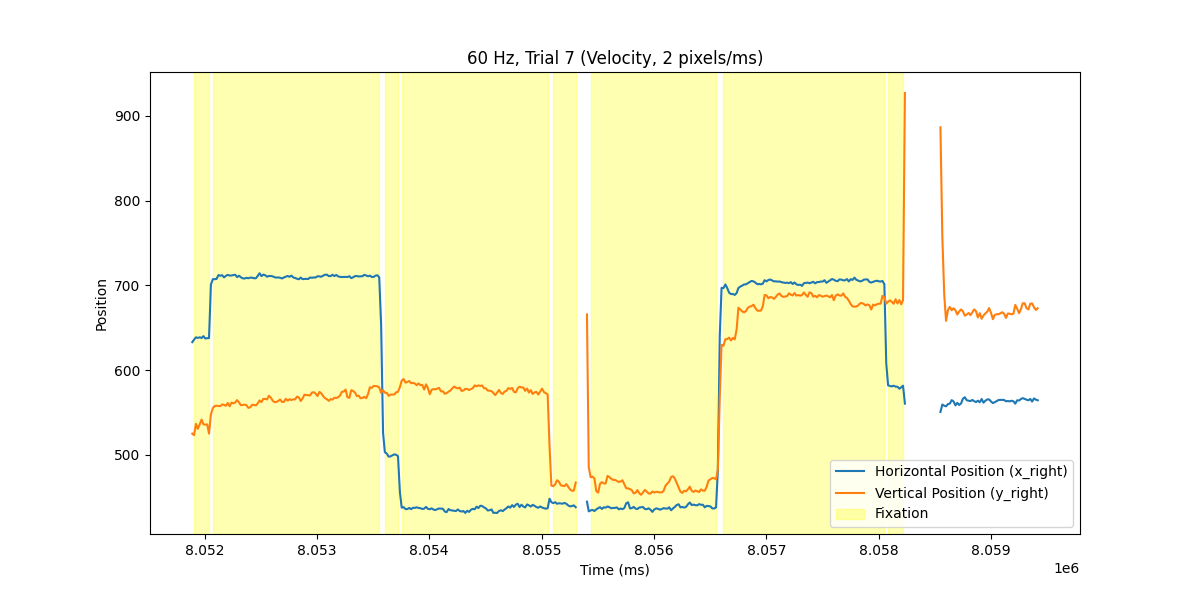 60 Hz, Trial 7 (Velocity, 2 pixels/ms)
Position
900
800
700
600
500
Horizontal Position (x_right)
Vertical Position (y_right)
Fixation
8.052 8.053 8.054 8.055 8.056 8.057 8.058 8.059
Time (ms)
1e6